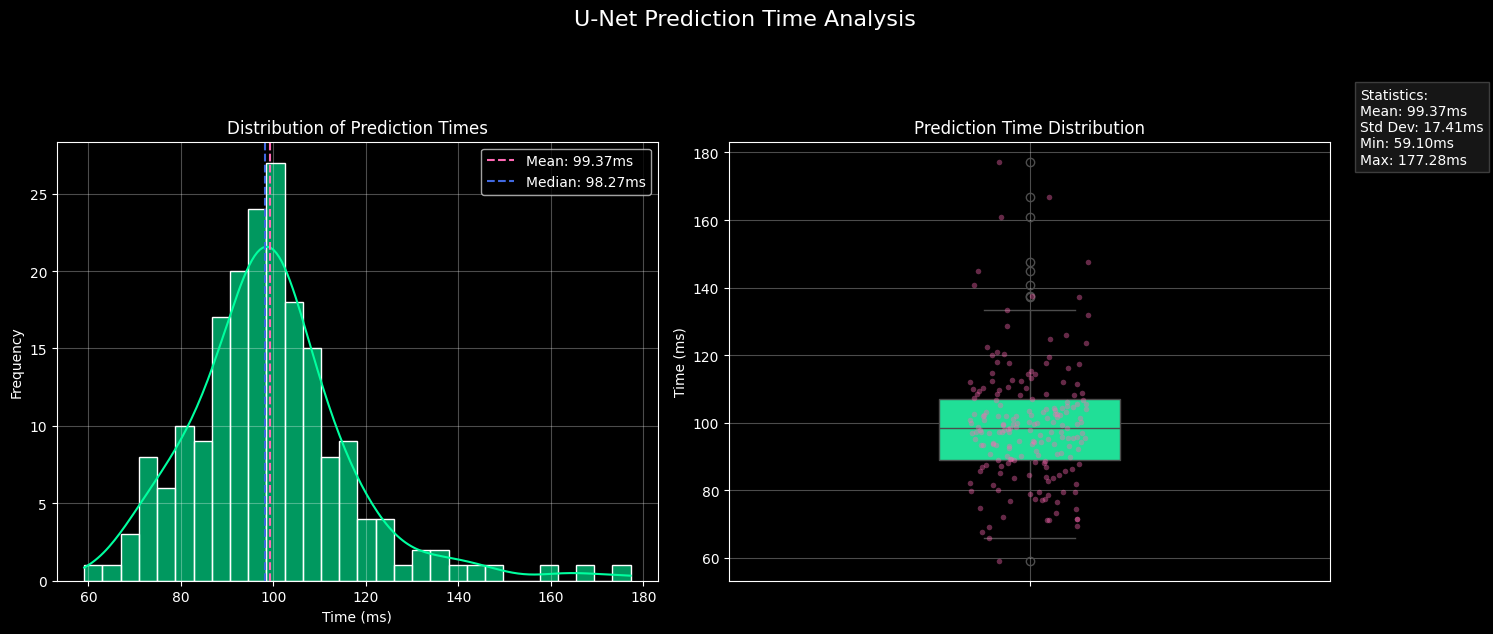 U-Net Prediction Time Analysis
Distribution of Prediction Times
Mean: 99.37ms
Median: 98.27ms
Frequency
25
20
15
10
5
0
60
80
100
120
140
160
180
Time (ms)
Prediction Time Distribution
Time (ms)
180
160
140
120
100
80
60
Statistics:
Mean: 99.37ms
Std Dev: 17.41ms
Min: 59.10ms
Max: 177.28ms